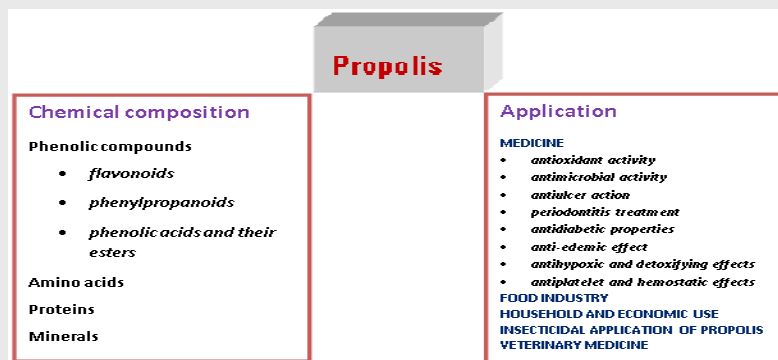 Propolis
Chemical composition
Phenolic compounds
• flavonoids
• phenylpropanoids
• phenolic acids and their
esters
Amino acids
Proteins
Minerals
Application
MEDICINE
• antioxidant activity
• antimicrobial activity
• antiulcer action
• periodontitis treatment
• antidiabetic properties
• anti-edemic effect
• antihypoxic and detoxifying effects
• antiplatelet and hemostatic effects
FOOD INDUSTRY
HOUSEHOLD AND ECONOMIC USE
INSECTICIDAL APPLICATION OF PROPOLIS
VETERINARY MEDICINE